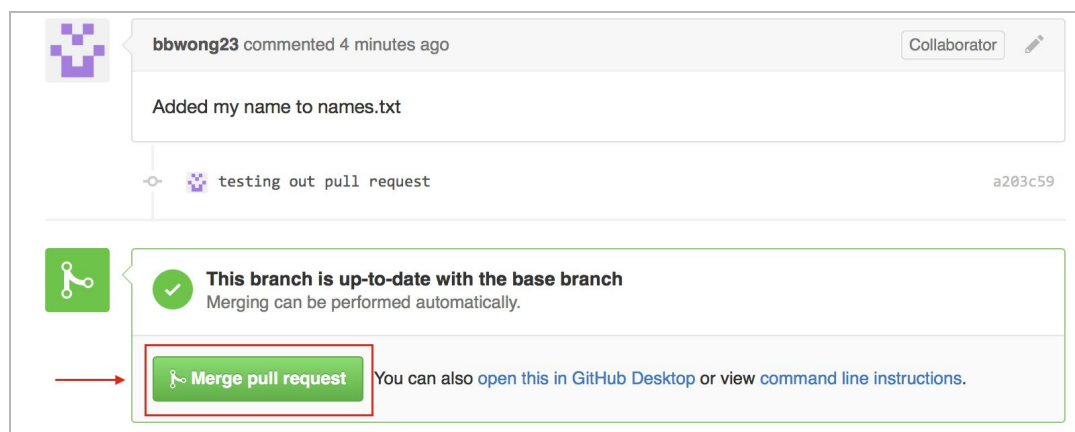 bbwong23 commented 4 minutes ago Collaborator
Added my name to names.txt
testing out pull request a203c59
This branch is up-to-date with the base branch
Merging can be performed automatically.
Merge pull request You can also open this in GitHub Desktop or view command line instructions.